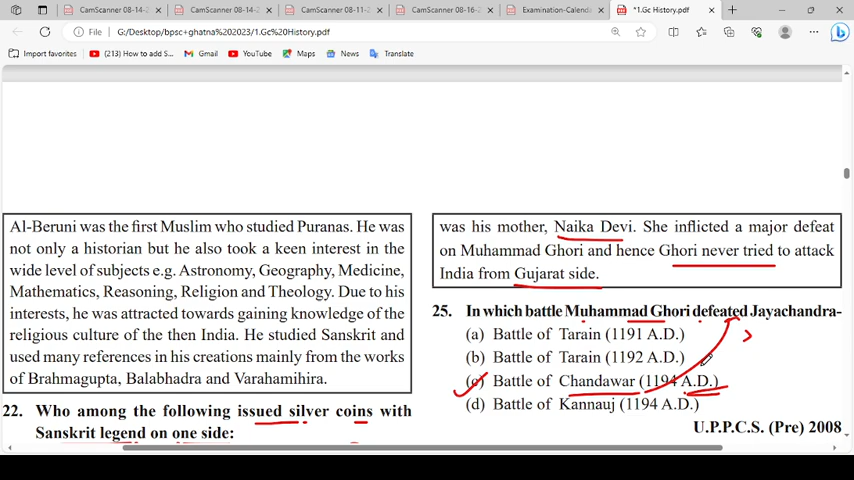 CamScanner 08-14-2
CamScanner 08-14-2
CamScanner 08-11-2
CamScanner 08-16-2
Examination-Calend
*1.Gc History.pdf
File
G:/Desktop/bpsc+ghatna%202023/1.Gc%20History.pdf
Import favorites
(213) How to add S...
Gmail
YouTube
Maps
News
Translate
Al-Beruni was the first Muslim who studied Puranas. He was
not only a historian but he also took a keen interest in the
wide level of subjects e.g. Astronomy, Geography, Medicine,
Mathematics, Reasoning, Religion and Theology. Due to his
interests, he was attracted towards gaining knowledge of the
religious culture of the then India. He studied Sanskrit and
used many references in his creations mainly from the works
of Brahmagupta, Balabhadra and Varahamihira.
22. Who among the following issued silver coins with
Sanskrit legend on one side:
was his mother, Naika Devi. She inflicted a major defeat
on Muhammad Ghori and hence Ghori never tried to attack
India from Gujarat side.
25. In which battle Muhammad Ghori defeated Jayachandra-
(a) Battle of Tarain (1191 A.D.)
(b) Battle of Tarain (1192 A.D.)
(c) Battle of Chandawar (1194 A.D.)
(d) Battle of Kannauj (1194 A.D.)
U.P.P.C.S. (Pre) 2008